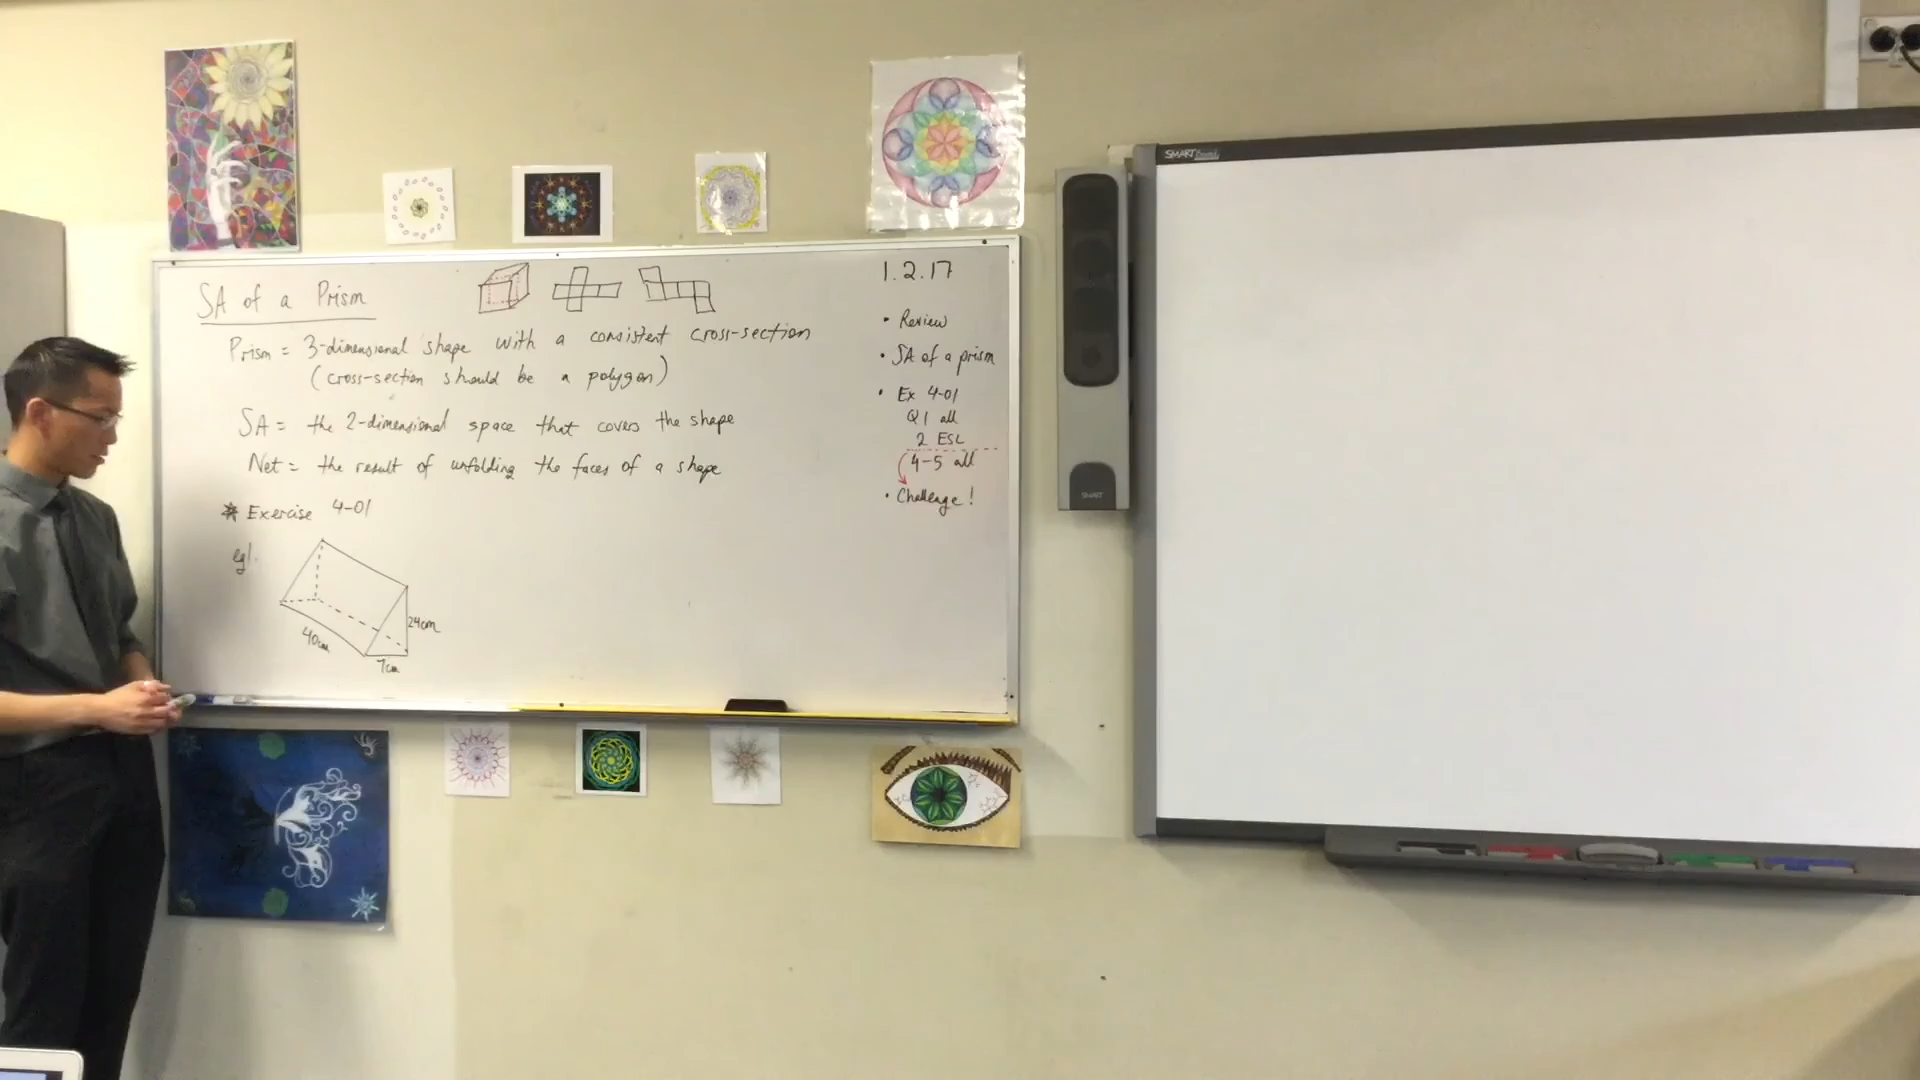 SA of a Prism
Prism = 3-dimensional shape with a consistent cross-section
(cross-section should be a polygon)
SA = the 2-dimensional space that covers the shape
Net = the result of unfolding the faces of a shape
* Exercise 4-01
eg1.
24cm
40cm
7cm
1.2.17
• Review
• SA of a prism
• Ex 4-01
Q1 all
2 ESL
4-5 all
• Challenge!
SMART
SMART Board